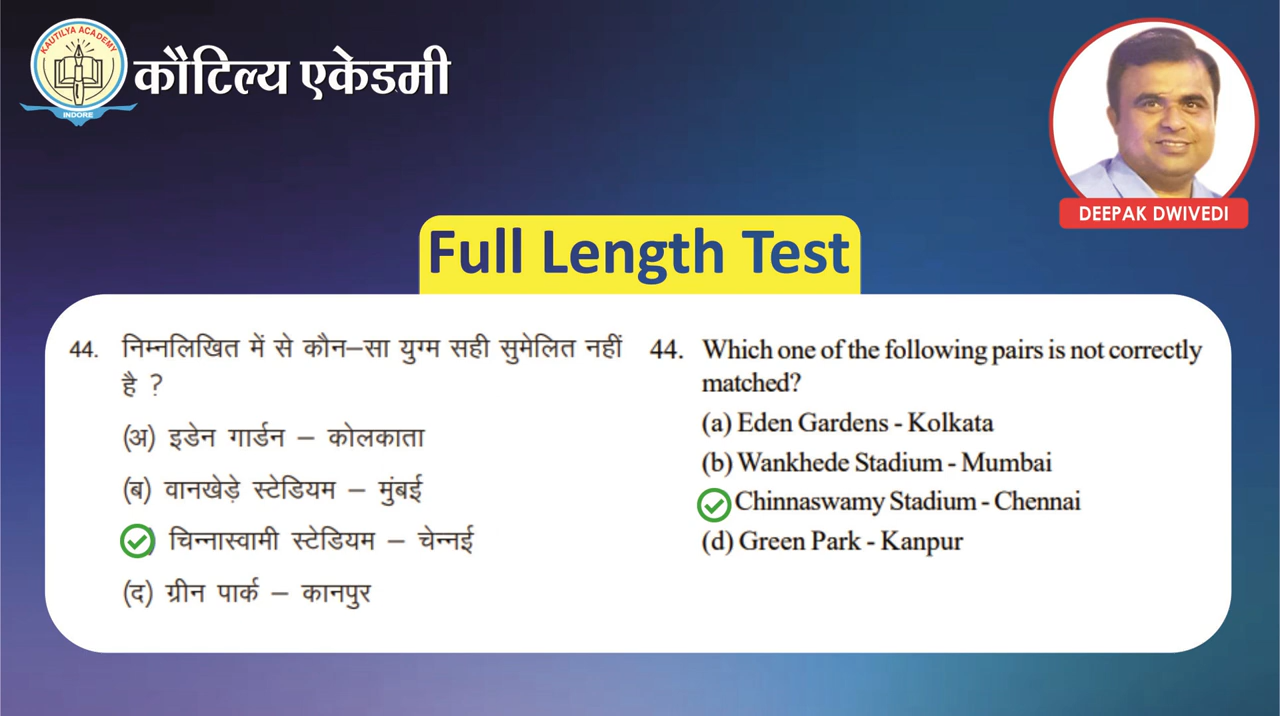 KAUTILYA ACADEMY
INDORE
कौटिल्य एकेडमी
DEEPAK DWIVEDI
Full Length Test
44. निम्नलिखित में से कौन–सा युग्म सही सुमेलित नहीं
है ?
(अ) इडेन गार्डन – कोलकाता
(ब) वानखेड़े स्टेडियम – मुंबई
) चिन्नास्वामी स्टेडियम – चेन्नई
(द) ग्रीन पार्क – कानपुर
44. Which one of the following pairs is not correctly
matched?
(a) Eden Gardens - Kolkata
(b) Wankhede Stadium - Mumbai
Chinnaswamy Stadium - Chennai
(d) Green Park - Kanpur